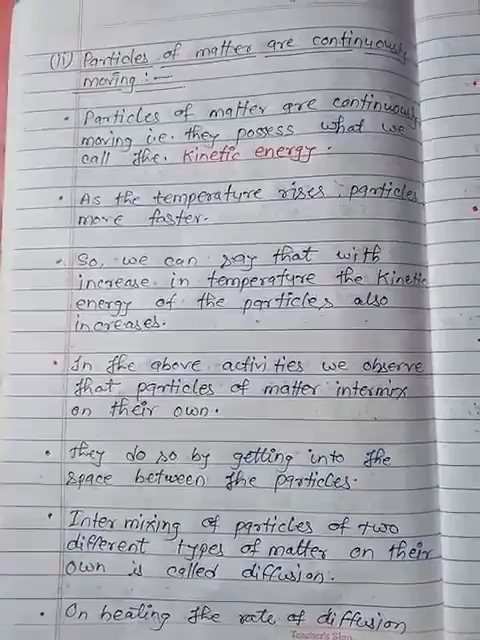 (ii) Particles of matter are continuously
moving :-
• Particles of matter are continuously
moving i.e. they possess what we
call the kinetic energy.
• As the temperature rises, particles
move faster.
• So, we can say that with
increase in temperature the kinetic
energy of the particles also
increases.
• In the above activities we observe
that particles of matter intermix
on their own.
• They do so by getting into the
space between the particles.
• Inter mixing of particles of two
different types of matter on their
own is called diffusion.
• On heating the rate of diffusion
Teacher's Sign